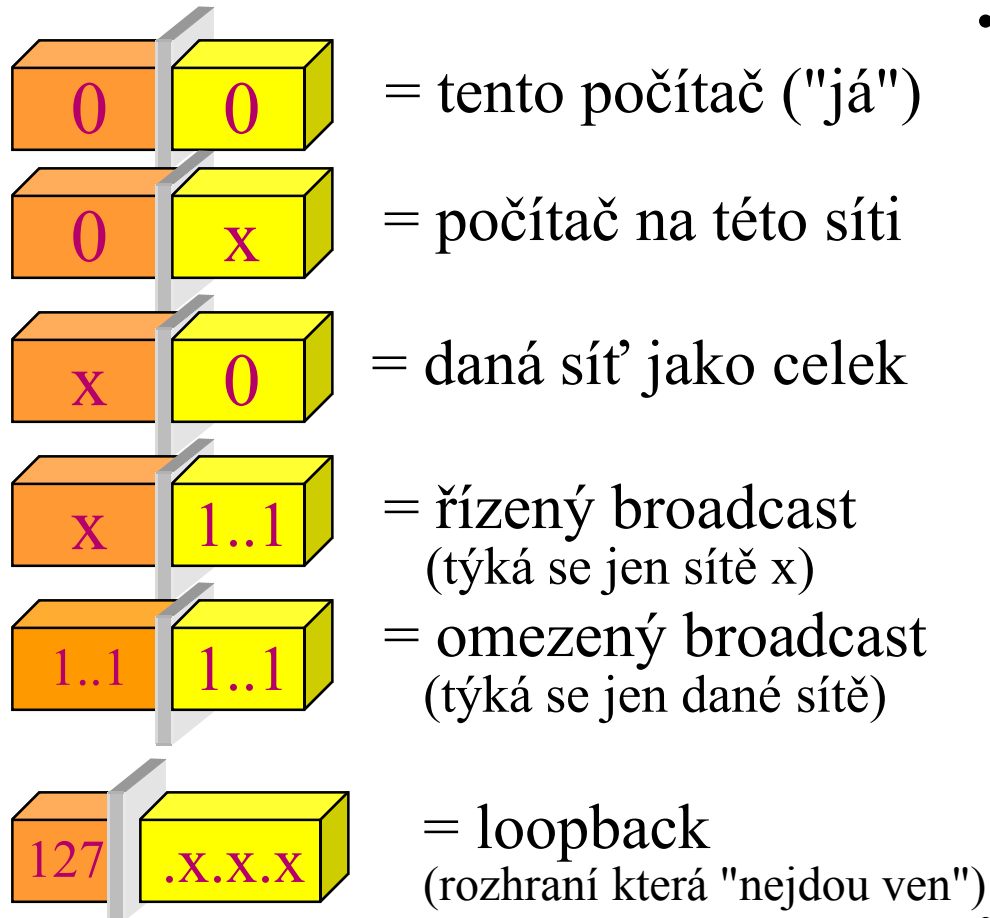 0 0 = tento počítač ("já")
0 x = počítač na této síti
x 0 = daná síť jako celek
x 1..1 = řízený broadcast
(týká se jen sítě x)
1..1 1..1 = omezený broadcast
(týká se jen dané sítě)
127 .x.x.x = loopback
(rozhraní která "nejdou ven")